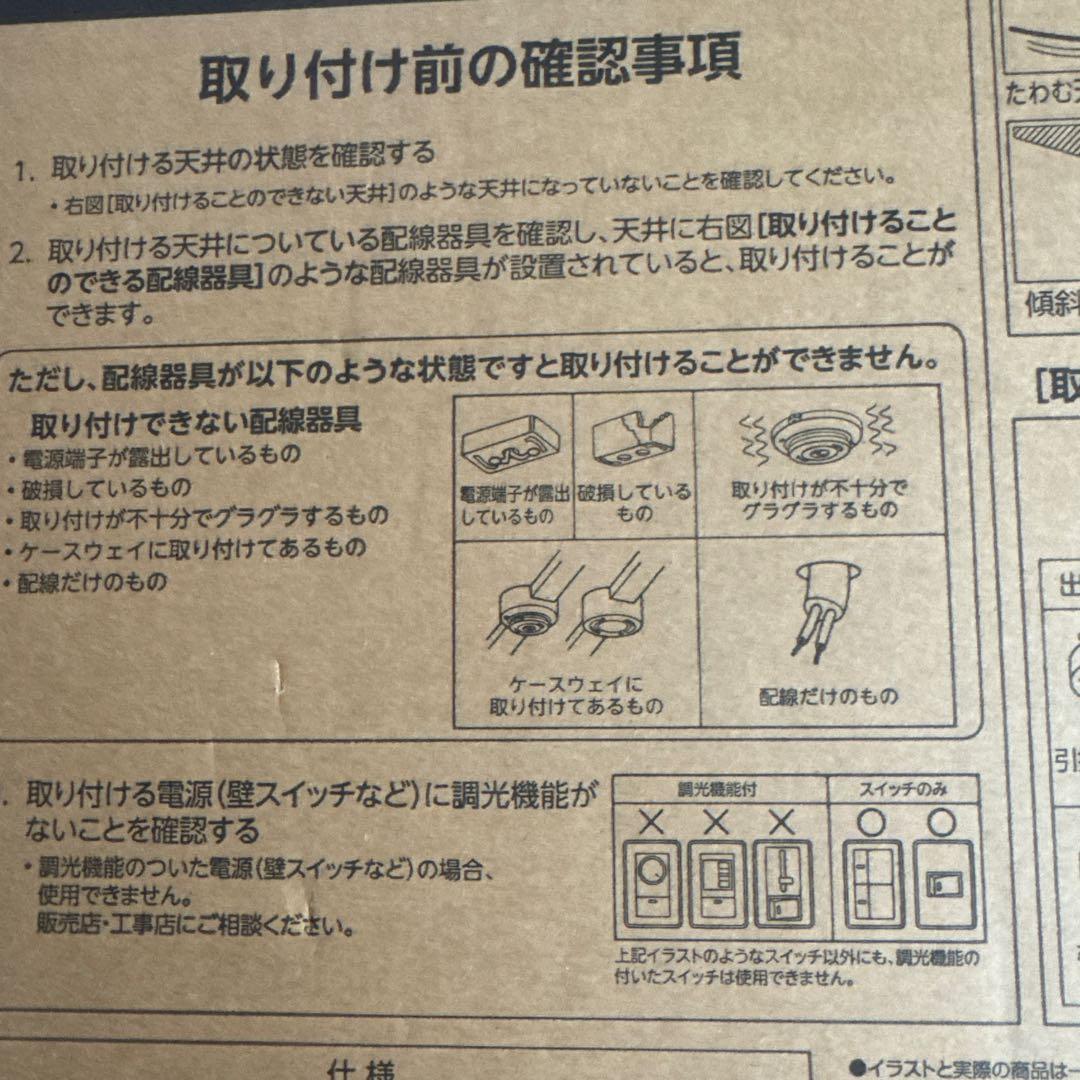 取り付け前の確認事項
1. 取り付ける天井の状態を確認する
・右図[取り付けることのできない天井]のような天井になっていないことを確認してください。
2. 取り付ける天井についている配線器具を確認し、天井に右図[取り付けること
のできる配線器具]のような配線器具が設置されていると、取り付けることが
できます。
ただし、配線器具が以下のような状態ですと取り付けることができません。
取り付けできない配線器具
・電源端子が露出しているもの
・破損しているもの
・取り付けが不十分でグラグラするもの
・ケースウェイに取り付けてあるもの
・配線だけのもの
電源端子が露出
しているもの
破損している
もの
取り付けが不十分で
グラグラするもの
ケースウェイに
取り付けてあるもの
配線だけのもの
取り付ける電源(壁スイッチなど)に調光機能が
ないことを確認する
・調光機能のついた電源(壁スイッチなど)の場合、
使用できません。
販売店・工事店にご相談ください。
調光機能付
スイッチのみ
× × × ○ ○
上記イラストのようなスイッチ以外にも、調光機能の
付いたスイッチは使用できません。
仕様
たわむ
傾斜
[取
出
引
●イラストと実際の商品は